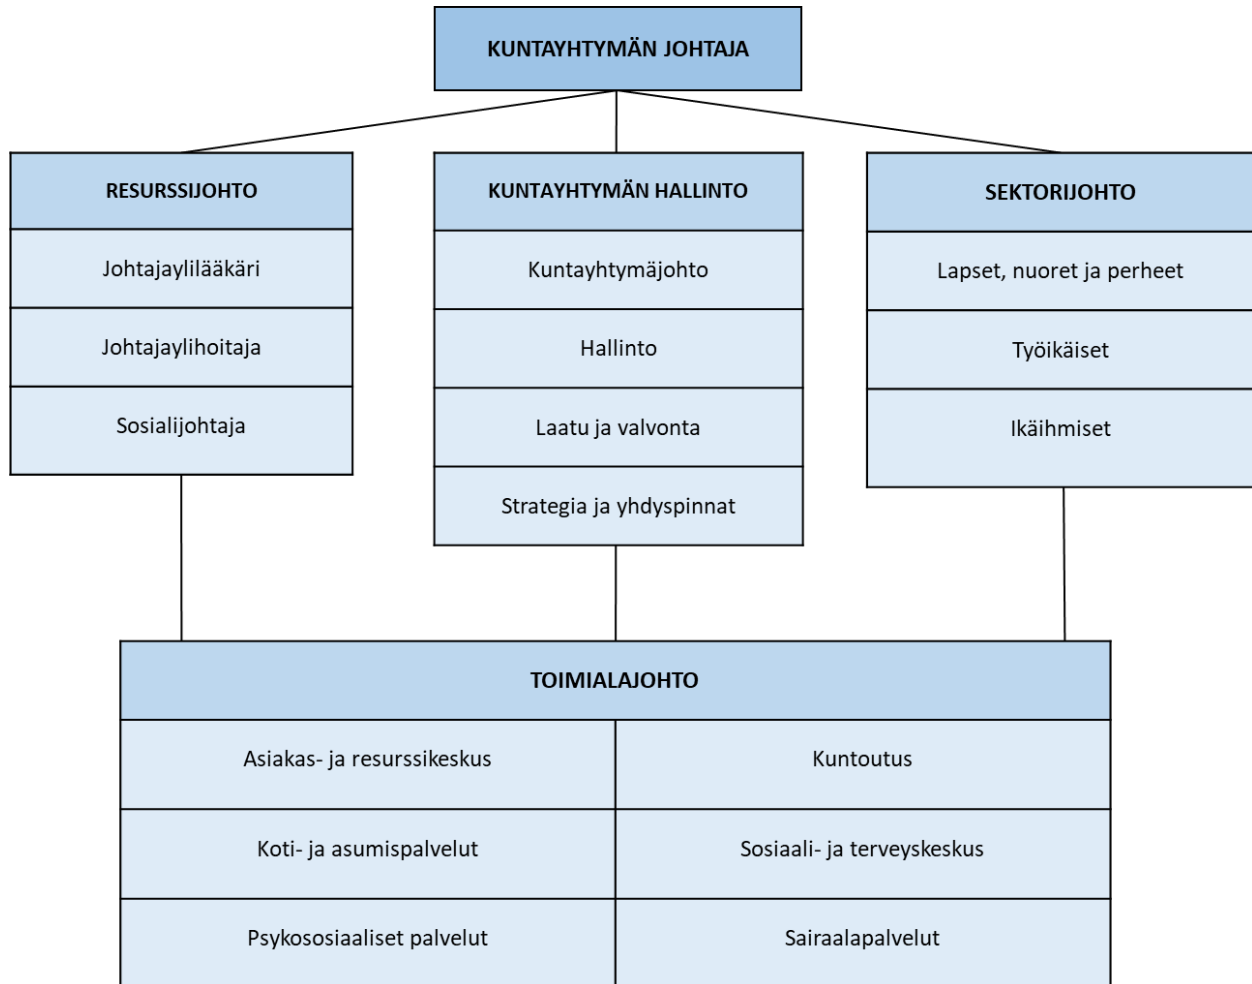 KUNTAYHTYMÄN JOHTAJA
RESURSSIJOHTO
Johtajaylilääkäri
Johtajaylihoitaja
Sosialijohtaja
KUNTAYHTYMÄN HALLINTO
Kuntayhtymäjohto
Hallinto
Laatu ja valvonta
Strategia ja yhdyspinnat
SEKTORIJOHTO
Lapset, nuoret ja perheet
Työikäiset
Ikäihmiset
TOIMIALAJOHTO
Asiakas- ja resurssikeskus
Kuntoutus
Koti- ja asumispalvelut
Sosiaali- ja terveyskeskus
Psykososiaaliset palvelut
Sairaalapalvelut